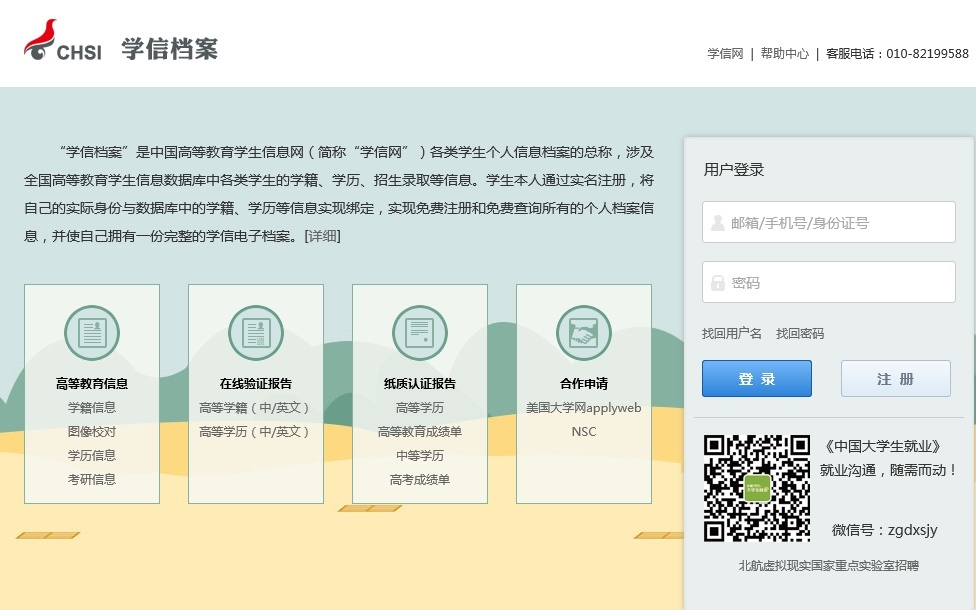 CHSI 学信档案
学信网 | 帮助中心 | 客服电话：010-82199588
“学信档案”是中国高等教育学生信息网（简称“学信网”）各类学生个人信息档案的总称，涉及
全国高等教育学生信息数据库中各类学生的学籍、学历、招生录取等信息。学生本人通过实名注册，将
自己的实际身份与数据库中的学籍、学历等信息实现绑定，实现免费注册和免费查询所有的个人档案信
息，并使自己拥有一份完整的学信电子档案。[详细]
高等教育信息
学籍信息
图像校对
学历信息
考研信息
在线验证报告
高等学籍（中/英文）
高等学历（中/英文）
纸质认证报告
高等学历
高等教育成绩单
中等学历
高考成绩单
合作申请
美国大学网applyweb
NSC
用户登录
邮箱/手机号/身份证号
密码
找回用户名 找回密码
登 录 注 册
《中国大学生就业》
就业沟通，随需而动！
微信号：zgdxsjy
北航虚拟现实国家重点实验室招聘